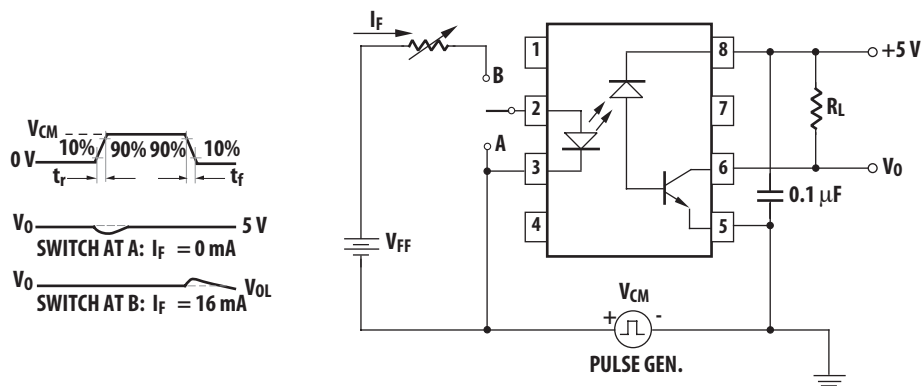 V_CM
0 V
10% 90% 90% 10%
t_r t_f
V_O 5 V
SWITCH AT A: I_F = 0 mA
V_O V_OL
SWITCH AT B: I_F = 16 mA
I_F
B
A
V_FF
1
2
3
4
8
7
6
5
+5 V
R_L
V_O
0.1 μF
V_CM
+ -
PULSE GEN.